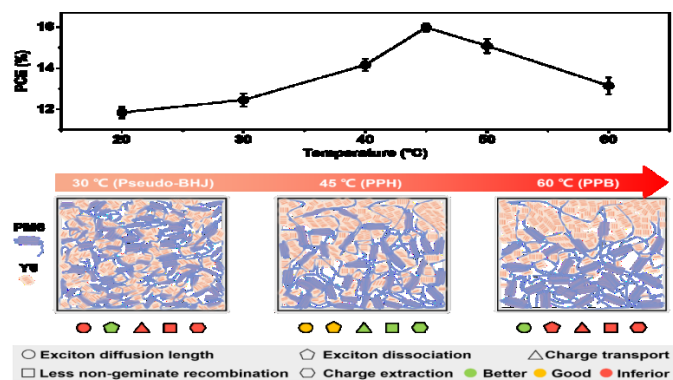 16
14
12
PCE (%)
20 30 40 50 60
Temperature (°C)
30 ℃ (Pseudo-BHJ) 45 ℃ (PPH) 60 ℃ (PPB)
PM6
Y6
Exciton diffusion length Exciton dissociation Charge transport
Less non-geminate recombination Charge extraction Better Good Inferior